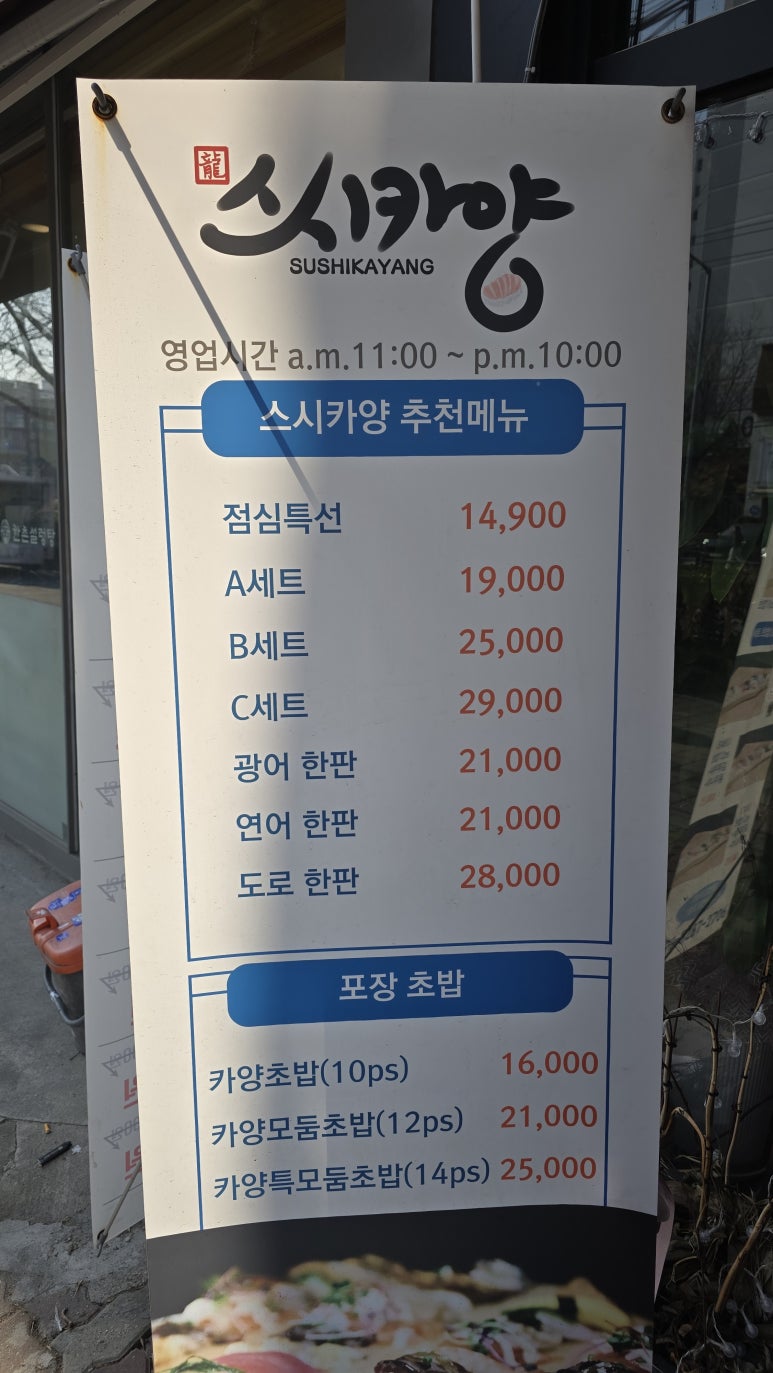 龍
스시카양
SUSHIKAYANG
영업시간 a.m.11:00 ~ p.m.10:00
스시카양 추천메뉴
점심특선 14,900
A세트 19,000
B세트 25,000
C세트 29,000
광어 한판 21,000
연어 한판 21,000
도로 한판 28,000
포장 초밥
카양초밥(10ps) 16,000
카양모둠초밥(12ps) 21,000
카양특모둠초밥(14ps) 25,000